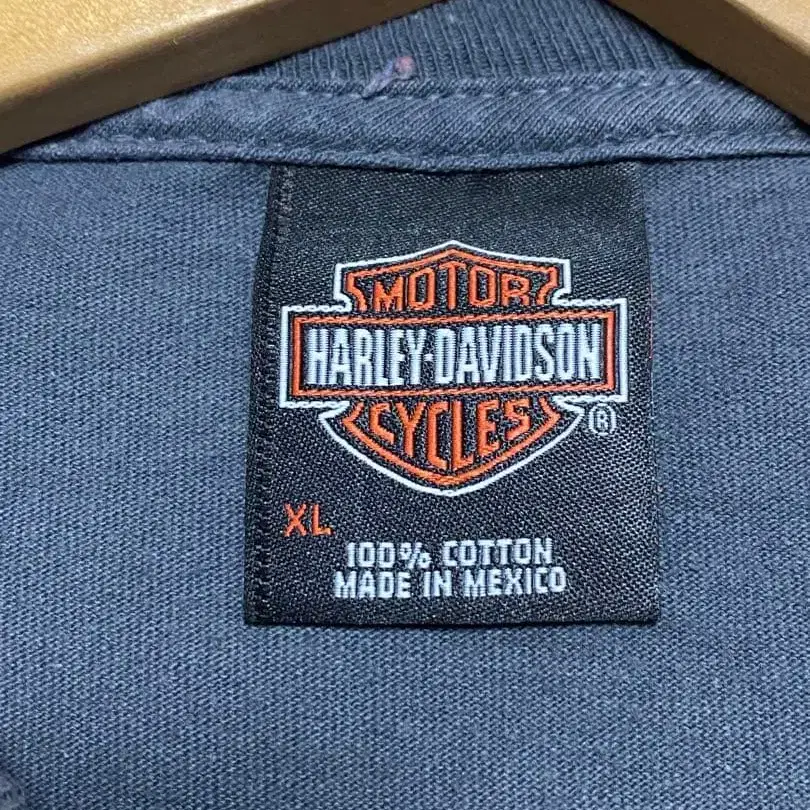 MOTOR
HARLEY-DAVIDSON
CYCLES
®
XL
100% COTTON
MADE IN MEXICO